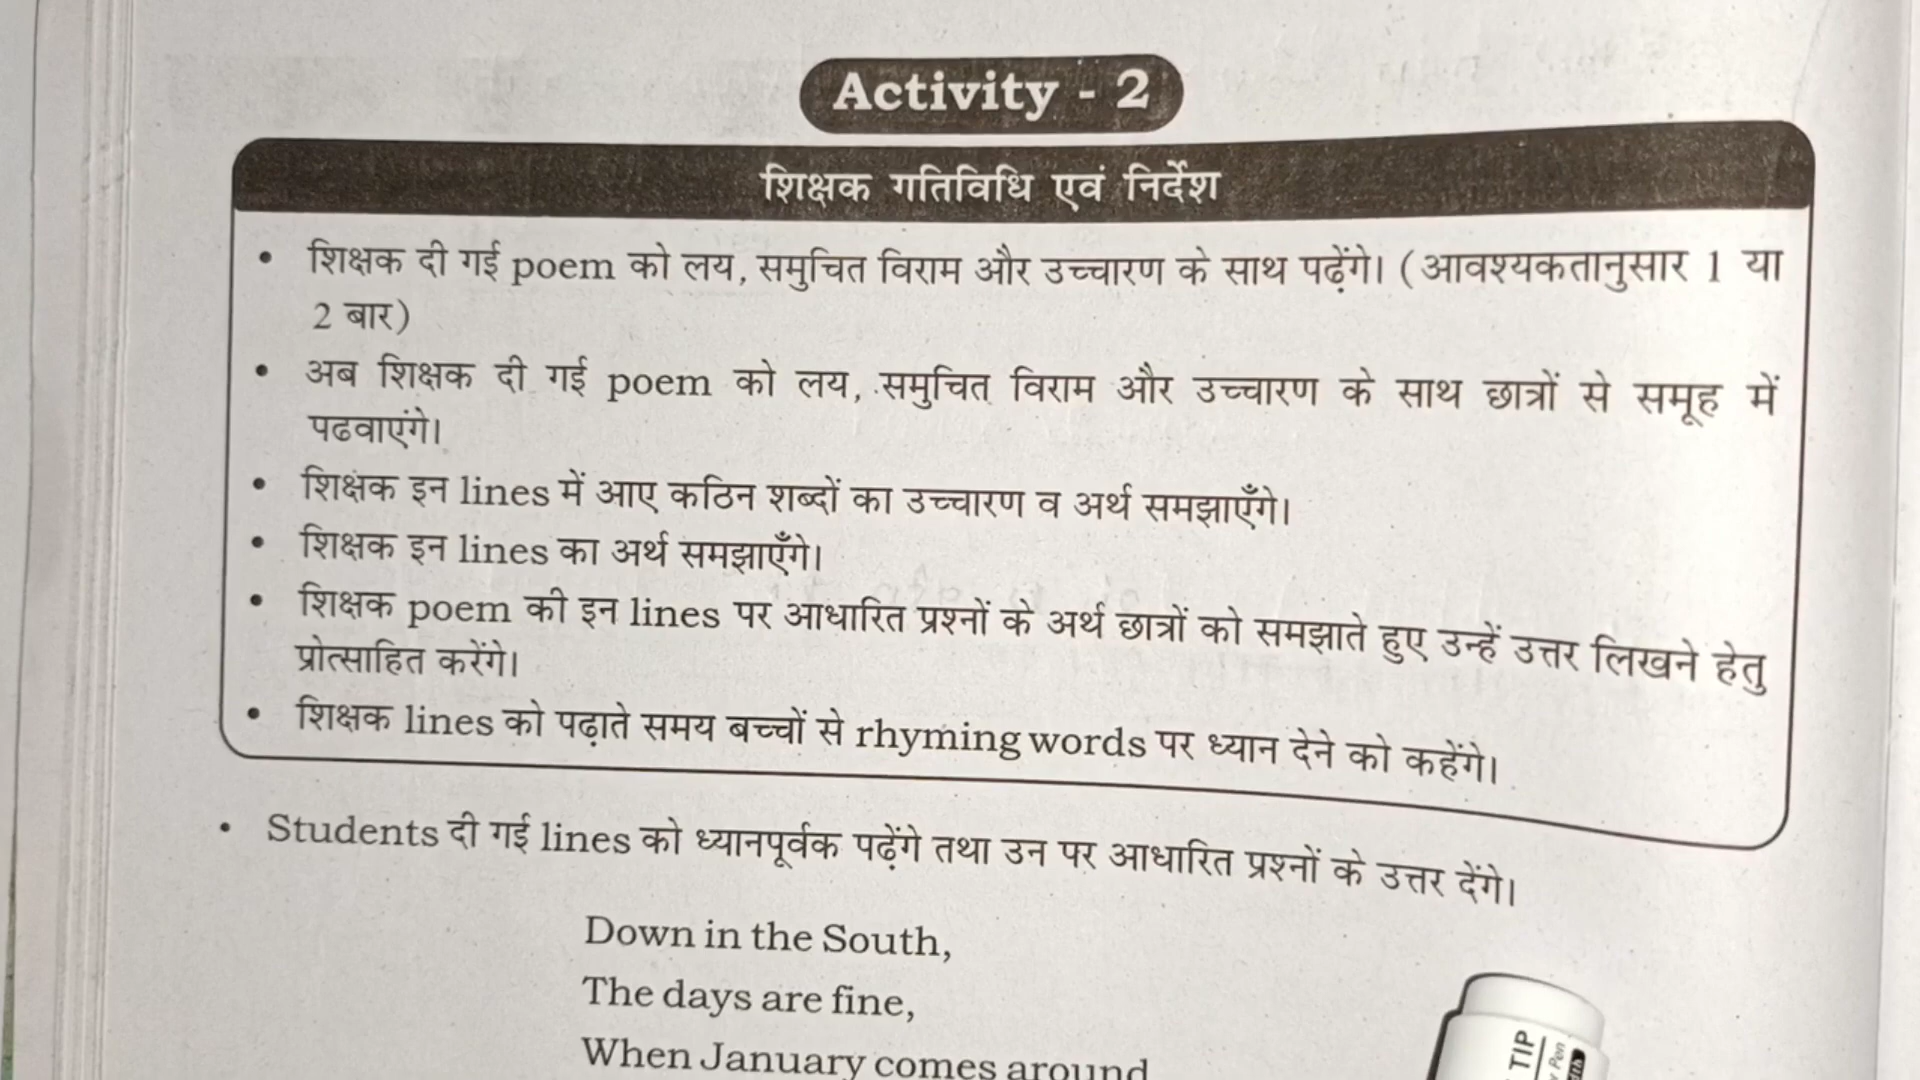 Activity - 2
शिक्षक गतिविधि एवं निर्देश
• शिक्षक दी गई poem को लय, समुचित विराम और उच्चारण के साथ पढ़ेंगे। (आवश्यकतानुसार 1 या
2 बार)
• अब शिक्षक दी गई poem को लय, समुचित विराम और उच्चारण के साथ छात्रों से समूह में
पढवाएंगे।
• शिक्षक इन lines में आए कठिन शब्दों का उच्चारण व अर्थ समझाएँगे।
• शिक्षक इन lines का अर्थ समझाएँगे।
• शिक्षक poem की इन lines पर आधारित प्रश्नों के अर्थ छात्रों को समझाते हुए उन्हें उत्तर लिखने हेतु
प्रोत्साहित करेंगे।
• शिक्षक lines को पढ़ाते समय बच्चों से rhyming words पर ध्यान देने को कहेंगे।
• Students दी गई lines को ध्यानपूर्वक पढ़ेंगे तथा उन पर आधारित प्रश्नों के उत्तर देंगे।
Down in the South,
The days are fine,
When January comes around
TIP
Pen